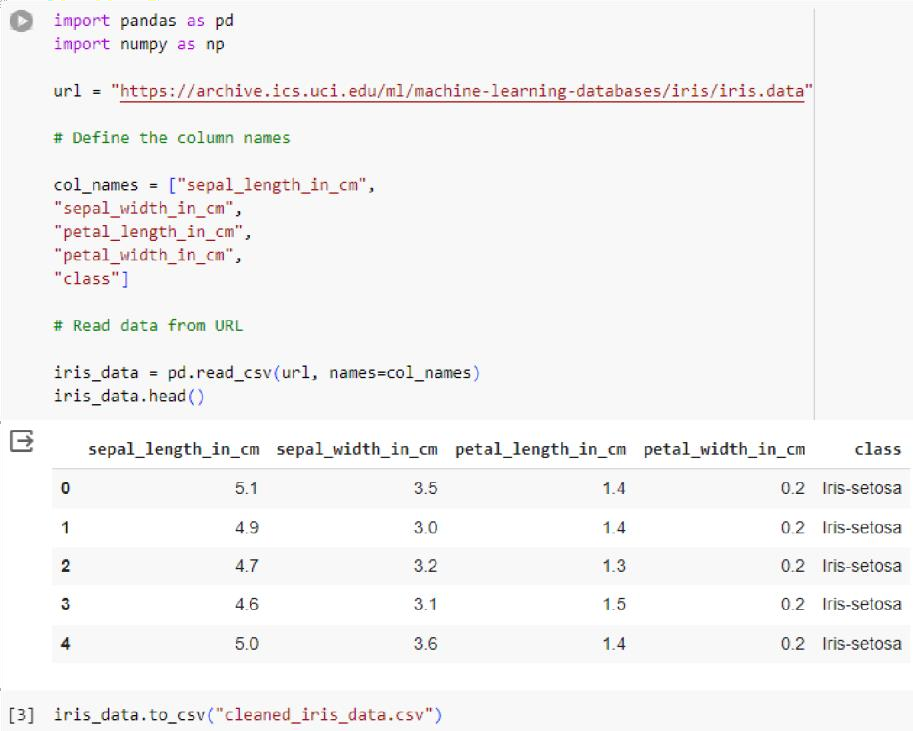 import pandas as pd
import numpy as np
url = "https://archive.ics.uci.edu/ml/machine-learning-databases/iris/iris.data"
# Define the column names
col_names = ["sepal_length_in_cm",
"sepal_width_in_cm",
"petal_length_in_cm",
"petal_width_in_cm",
"class"]
# Read data from URL
iris_data = pd.read_csv(url, names=col_names)
iris_data.head()
sepal_length_in_cm sepal_width_in_cm petal_length_in_cm petal_width_in_cm class
0 5.1 3.5 1.4 0.2 Iris-setosa
1 4.9 3.0 1.4 0.2 Iris-setosa
2 4.7 3.2 1.3 0.2 Iris-setosa
3 4.6 3.1 1.5 0.2 Iris-setosa
4 5.0 3.6 1.4 0.2 Iris-setosa
[3] iris_data.to_csv("cleaned_iris_data.csv")